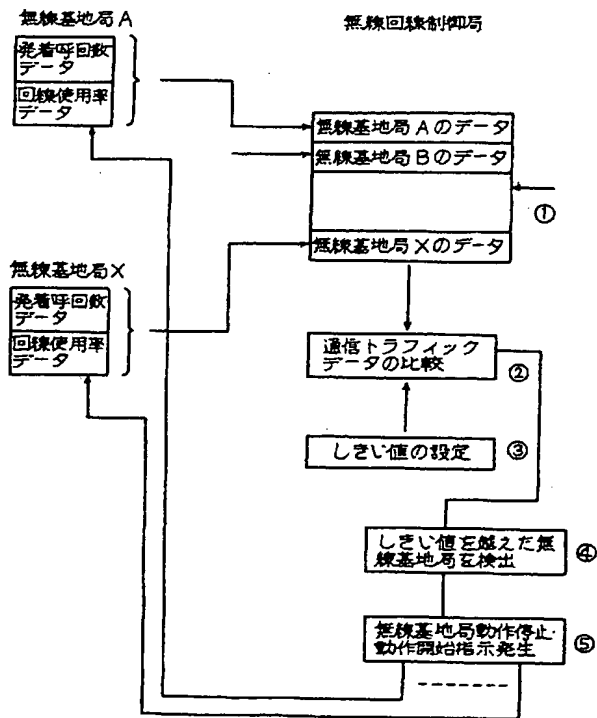 無線基地局A
発着呼回数
データ
回線使用率
データ
無線回線制御局
無線基地局Aのデータ
無線基地局Bのデータ
①
無線基地局Xのデータ
無線基地局X
発着呼回数
データ
回線使用率
データ
通信トラフィック
データの比較
②
しきい値の設定
③
しきい値を越えた無
線基地局を検出
④
無線基地局動作停止・
動作開始指示発生
⑤